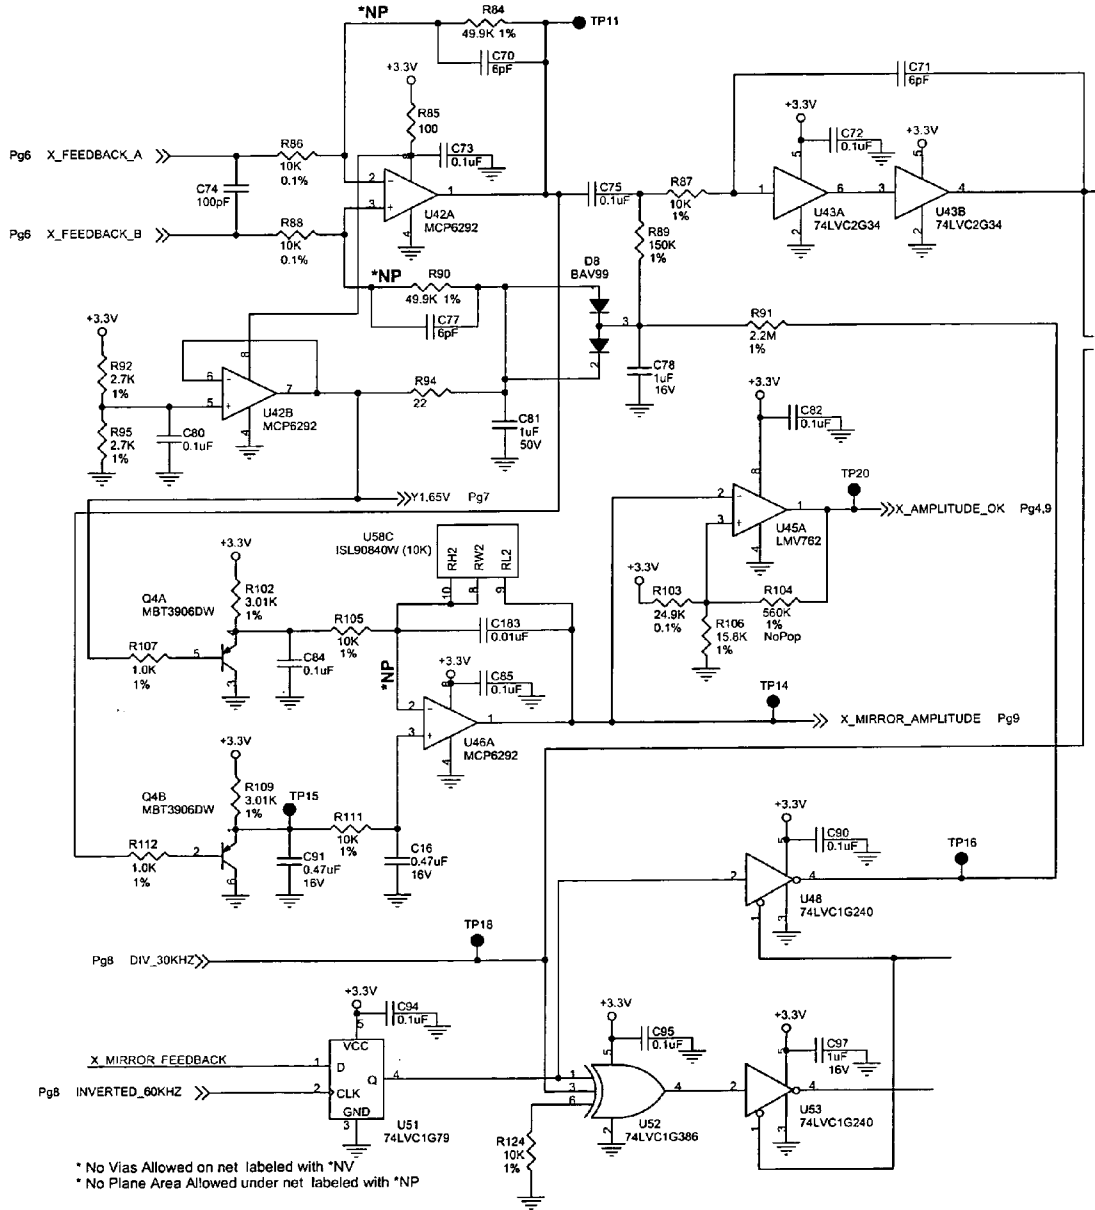 *NP
R84
49.9K 1%
TP11
C70
6pF
+3.3V
R85
100
C71
6pF
+3.3V
C72
0.1uF
+3.3V
Pg6 X_FEEDBACK_A
R86
10K
0.1%
8
C73
0.1uF
5
5
C74
100pF
2
-
3
+
1
4
U42A
MCP6292
C75
0.1uF
R87
10K
1%
1
6
3
4
2
2
U43A
74LVC2G34
U43B
74LVC2G34
Pg6 X_FEEDBACK_B
R88
10K
0.1%
R89
150K
1%
*NP
R90
49.9K 1%
C77
6pF
D8
BAV99
3
2
R91
2.2M
1%
+3.3V
R92
2.7K
1%
8
6
-
5
+
7
4
U42B
MCP6292
R94
22
C78
1uF
16V
+3.3V
R95
2.7K
1%
C80
0.1uF
C81
1uF
50V
C82
0.1uF
Y1.65V Pg7
8
2
-
3
+
1
4
U45A
LMV762
TP20
X_AMPLITUDE_OK Pg4,9
U58C
ISL90840W (10K)
RH2
RW2
RL2
10
8
9
+3.3V
R102
3.01K
1%
Q4A
MBT3906DW
+3.3V
R103
24.9K
0.1%
R104
560K
1%
NoPop
R106
15.8K
1%
R105
10K
1%
C183
0.01uF
R107
1.0K
1%
5
3
C84
0.1uF
*NP
+3.3V
8
C85
0.1uF
TP14
2
-
3
+
1
4
U46A
MCP6292
X_MIRROR_AMPLITUDE Pg9
+3.3V
R109
3.01K
1%
Q4B
MBT3906DW
TP15
R111
10K
1%
R112
1.0K
1%
2
6
C91
0.47uF
16V
C16
0.47uF
16V
+3.3V
5
C90
0.1uF
TP16
2
4
1
3
U48
74LVC1G240
TP18
Pg8 DIV_30KHZ
+3.3V
5
C94
0.1uF
+3.3V
5
C95
0.1uF
+3.3V
5
C97
1uF
16V
X_MIRROR_FEEDBACK
1
D
VCC
Q
4
Pg8 INVERTED_60KHZ
2
CLK
GND
3
U51
74LVC1G79
1
3
6
4
2
U52
74LVC1G386
2
4
1
3
U53
74LVC1G240
R124
10K
1%
* No Vias Allowed on net labeled with *NV
* No Plane Area Allowed under net labeled with *NP